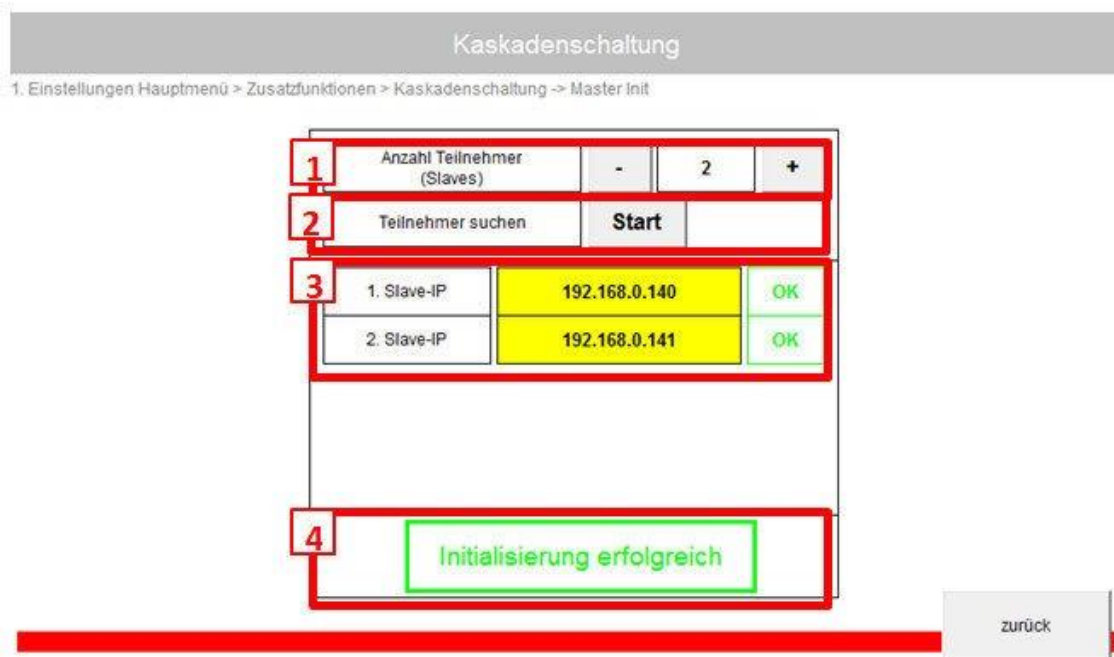 Kaskadenschaltung
1. Einstellungen Hauptmenü > Zusatzfunktionen > Kaskadenschaltung -> Master Init
1
Anzahl Teilnehmer
(Slaves)
-
2
+
2
Teilnehmer suchen
Start
3
1. Slave-IP
192.168.0.140
OK
2. Slave-IP
192.168.0.141
OK
4
Initialisierung erfolgreich
zurück